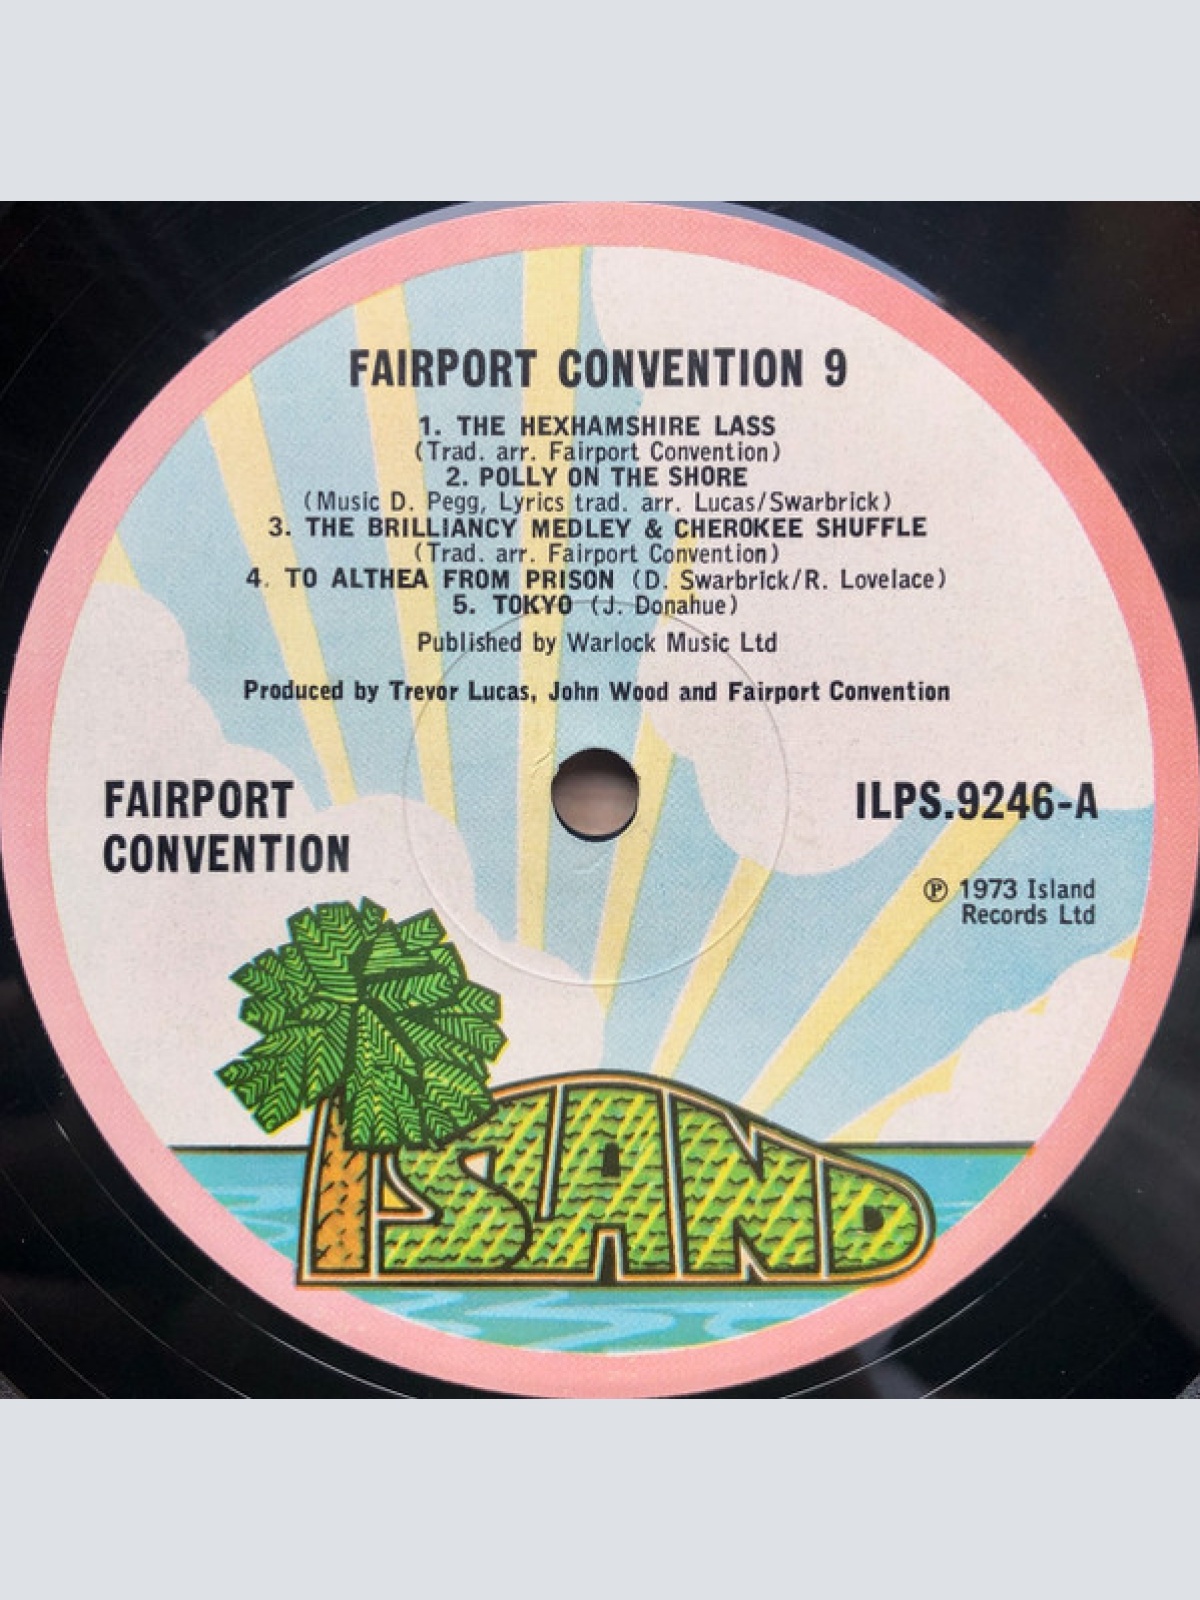 FAIRPORT CONVENTION 9
1. THE HEXHAMSHIRE LASS
(Trad. arr. Fairport Convention)
2. POLLY ON THE SHORE
(Music D. Pegg, Lyrics trad. arr. Lucas/Swarbrick)
3. THE BRILLIANCY MEDLEY & CHEROKEE SHUFFLE
(Trad. arr. Fairport Convention)
4. TO ALTHEA FROM PRISON (D. Swarbrick/R. Lovelace)
5. TOKYO (J. Donahue)
Published by Warlock Music Ltd
Produced by Trevor Lucas, John Wood and Fairport Convention
FAIRPORT
CONVENTION
ILPS.9246-A
℗ 1973 Island
Records Ltd
ISLAND